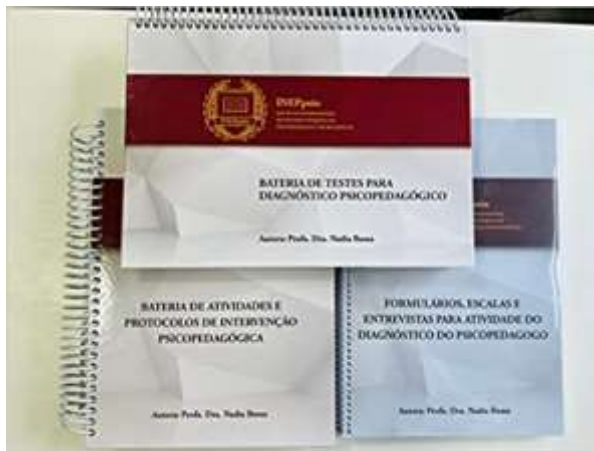 BATERIA DE TESTES PARA
DIAGNÓSTICO PSICOPEDAGÓGICO
Autora: Profa. Dra. Nadia Bossa
BATERIA DE ATIVIDADES E
PROTOCOLOS DE INTERVENÇÃO
PSICOPEDAGÓGICA
Autora: Profa. Dra. Nadia Bossa
FORMULÁRIOS, ESCALAS E
ENTREVISTAS PARA ATIVIDADE DO
DIAGNÓSTICO DO PSICOPEDAGOGO
Autora: Profa. Dra. Nadia Bossa